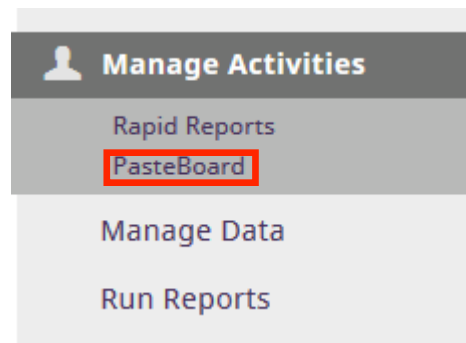 Manage Activities
Rapid Reports
PasteBoard
Manage Data
Run Reports